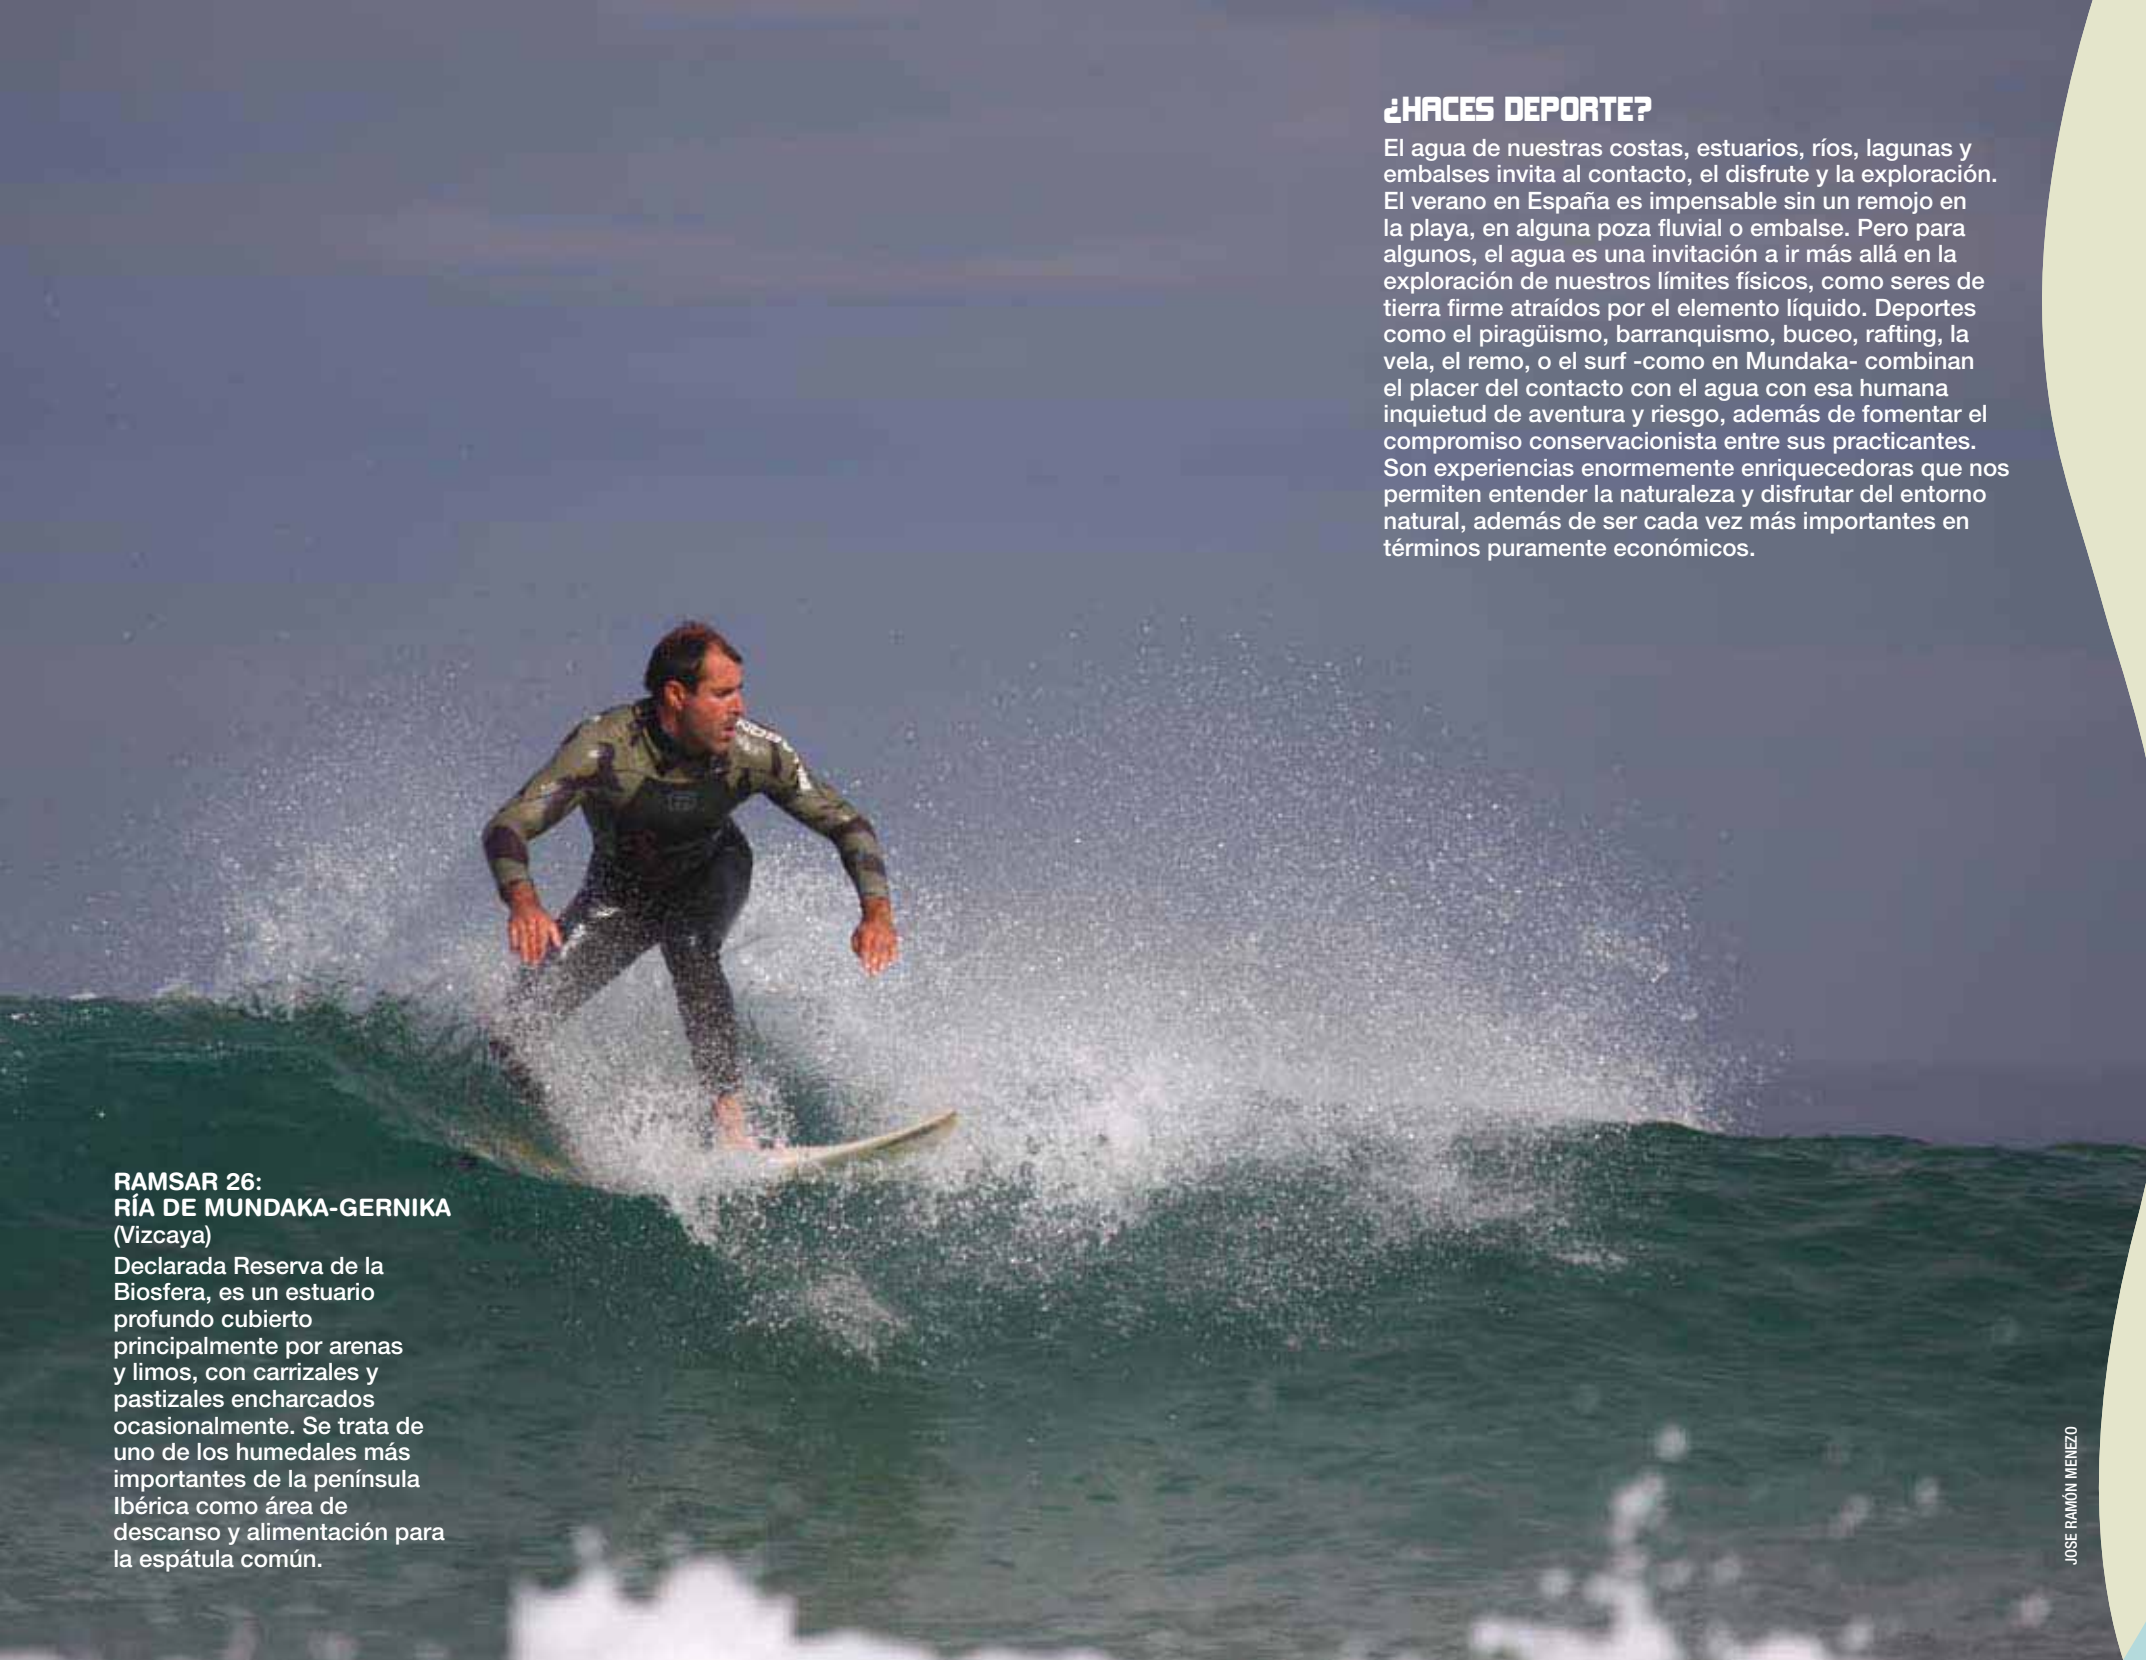 ¿HACES DEPORTE?
El agua de nuestras costas, estuarios, ríos, lagunas y
embalses invita al contacto, el disfrute y la exploración.
El verano en España es impensable sin un remojo en
la playa, en alguna poza fluvial o embalse. Pero para
algunos, el agua es una invitación a ir más allá en la
exploración de nuestros límites físicos, como seres de
tierra firme atraídos por el elemento líquido. Deportes
como el piragüismo, barranquismo, buceo, rafting, la
vela, el remo, o el surf -como en Mundaka- combinan
el placer del contacto con el agua con esa humana
inquietud de aventura y riesgo, además de fomentar el
compromiso conservacionista entre sus practicantes.
Son experiencias enormemente enriquecedoras que nos
permiten entender la naturaleza y disfrutar del entorno
natural, además de ser cada vez más importantes en
términos puramente económicos.
RAMSAR 26:
RÍA DE MUNDAKA-GERNIKA
(Vizcaya)
Declarada Reserva de la
Biosfera, es un estuario
profundo cubierto
principalmente por arenas
y limos, con carrizales y
pastizales encharcados
ocasionalmente. Se trata de
uno de los humedales más
importantes de la península
Ibérica como área de
descanso y alimentación para
la espátula común.
JOSE RAMÓN MENEZO